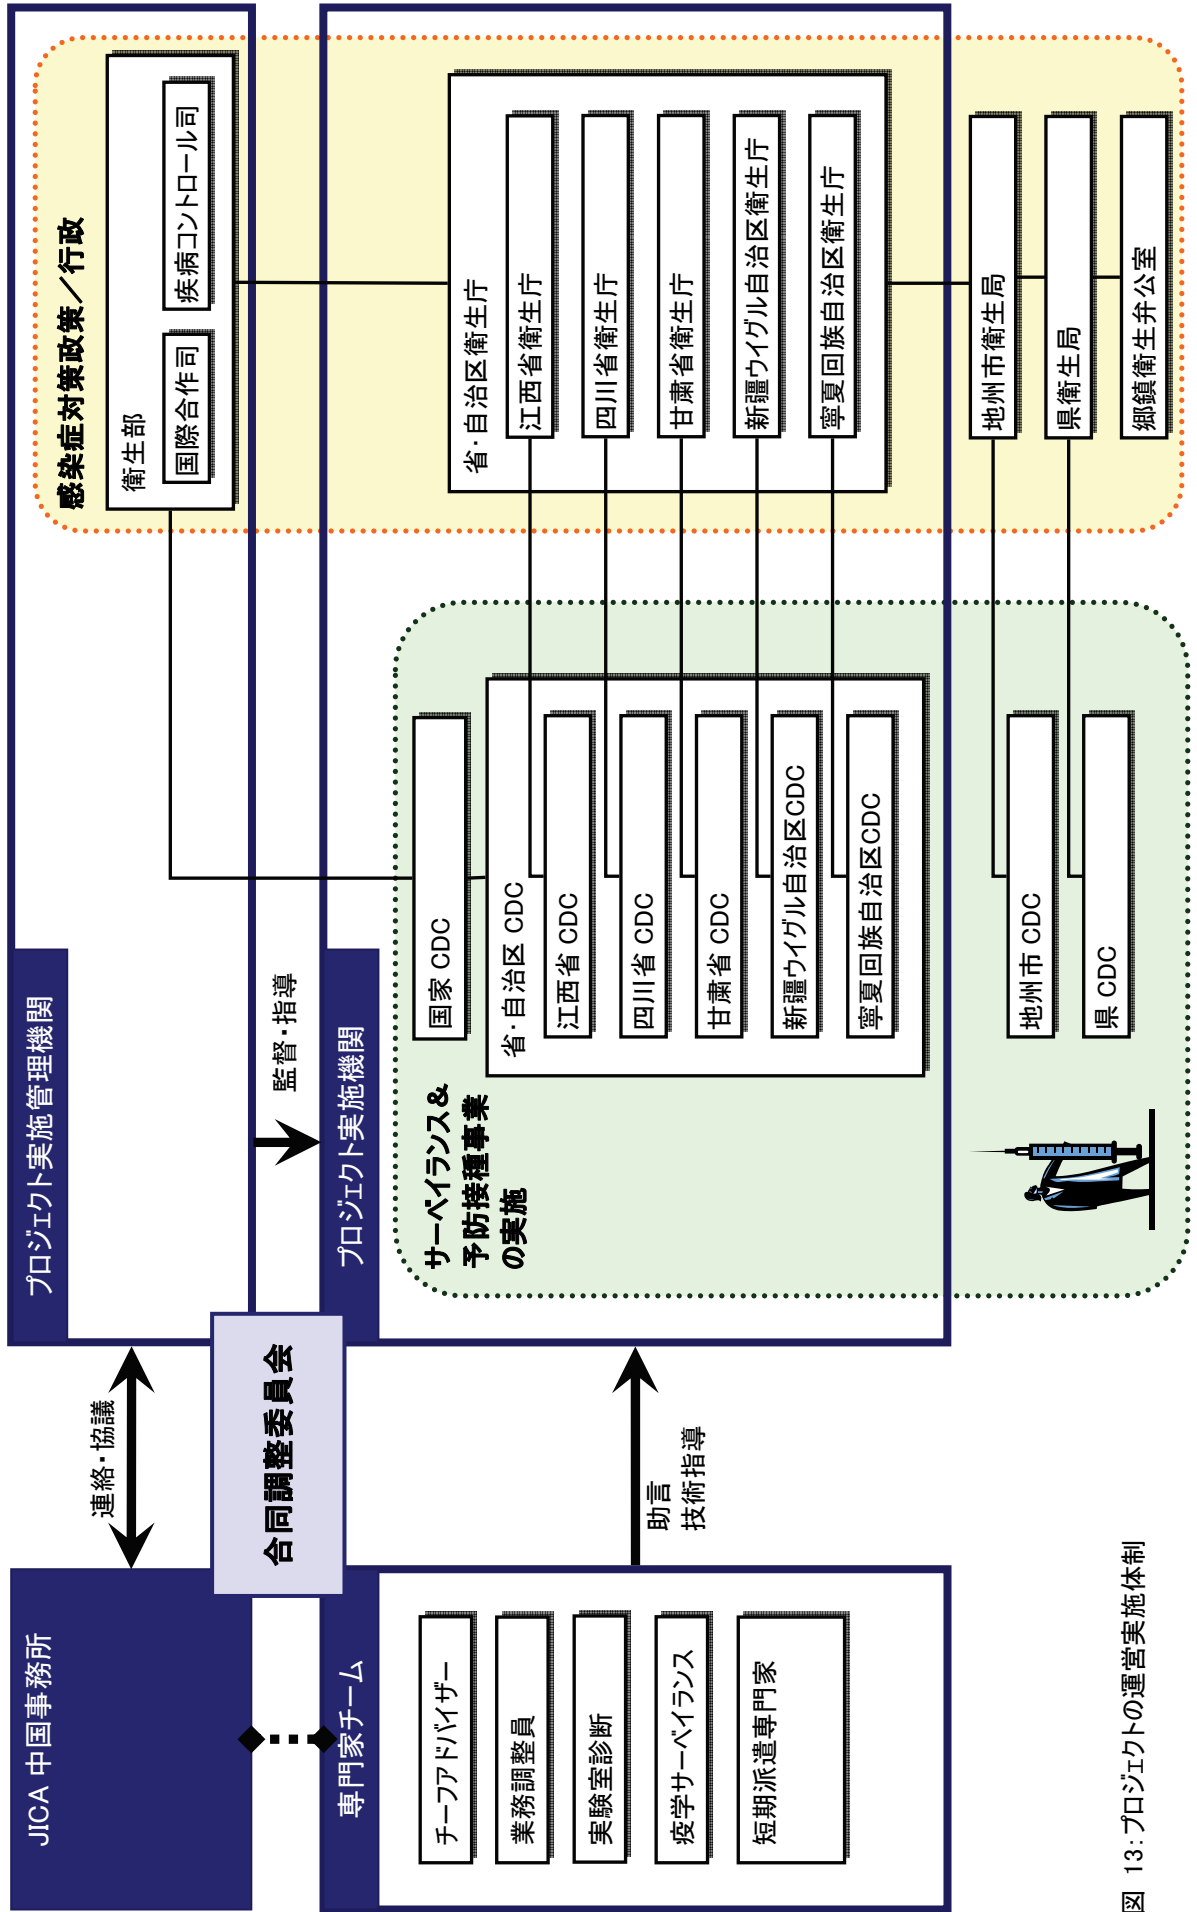 JICA 中国事務所
連絡・協議
プロジェクト実施管理機関
感染症対策政策／行政
衛生部
国際合作司
疾病コントロール司
合同調整委員会
監督・指導
専門家チーム
チーフアドバイザー
業務調整員
実験室診断
疫学サーベイランス
短期派遣専門家
助言
技術指導
プロジェクト実施機関
サーベイランス＆
予防接種事業
の実施
国家 CDC
省・自治区 CDC
江西省 CDC
四川省 CDC
甘粛省 CDC
新疆ウイグル自治区CDC
寧夏回族自治区CDC
地州市 CDC
県 CDC
省・自治区衛生庁
江西省衛生庁
四川省衛生庁
甘粛省衛生庁
新疆ウイグル自治区衛生庁
寧夏回族自治区衛生庁
地州市衛生局
県衛生局
郷鎮衛生弁公室
図 13：プロジェクトの運営実施体制